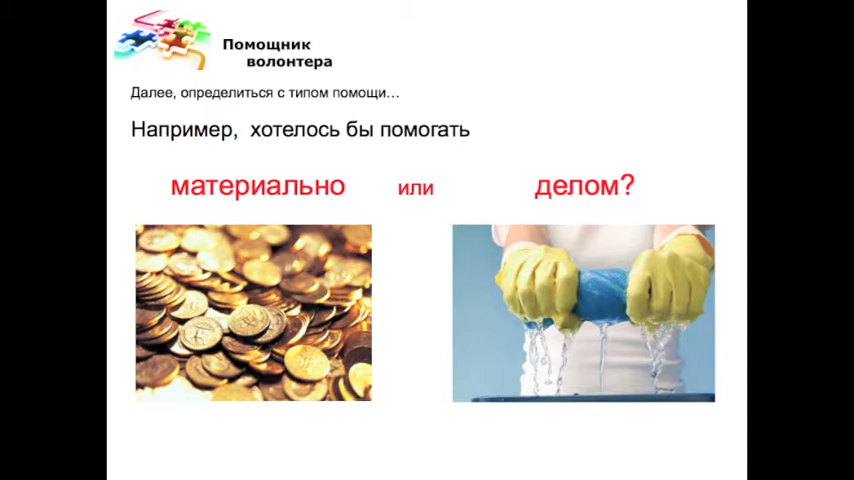 Помощник
волонтера
Далее, определиться с типом помощи...
Например, хотелось бы помогать
материально или делом?